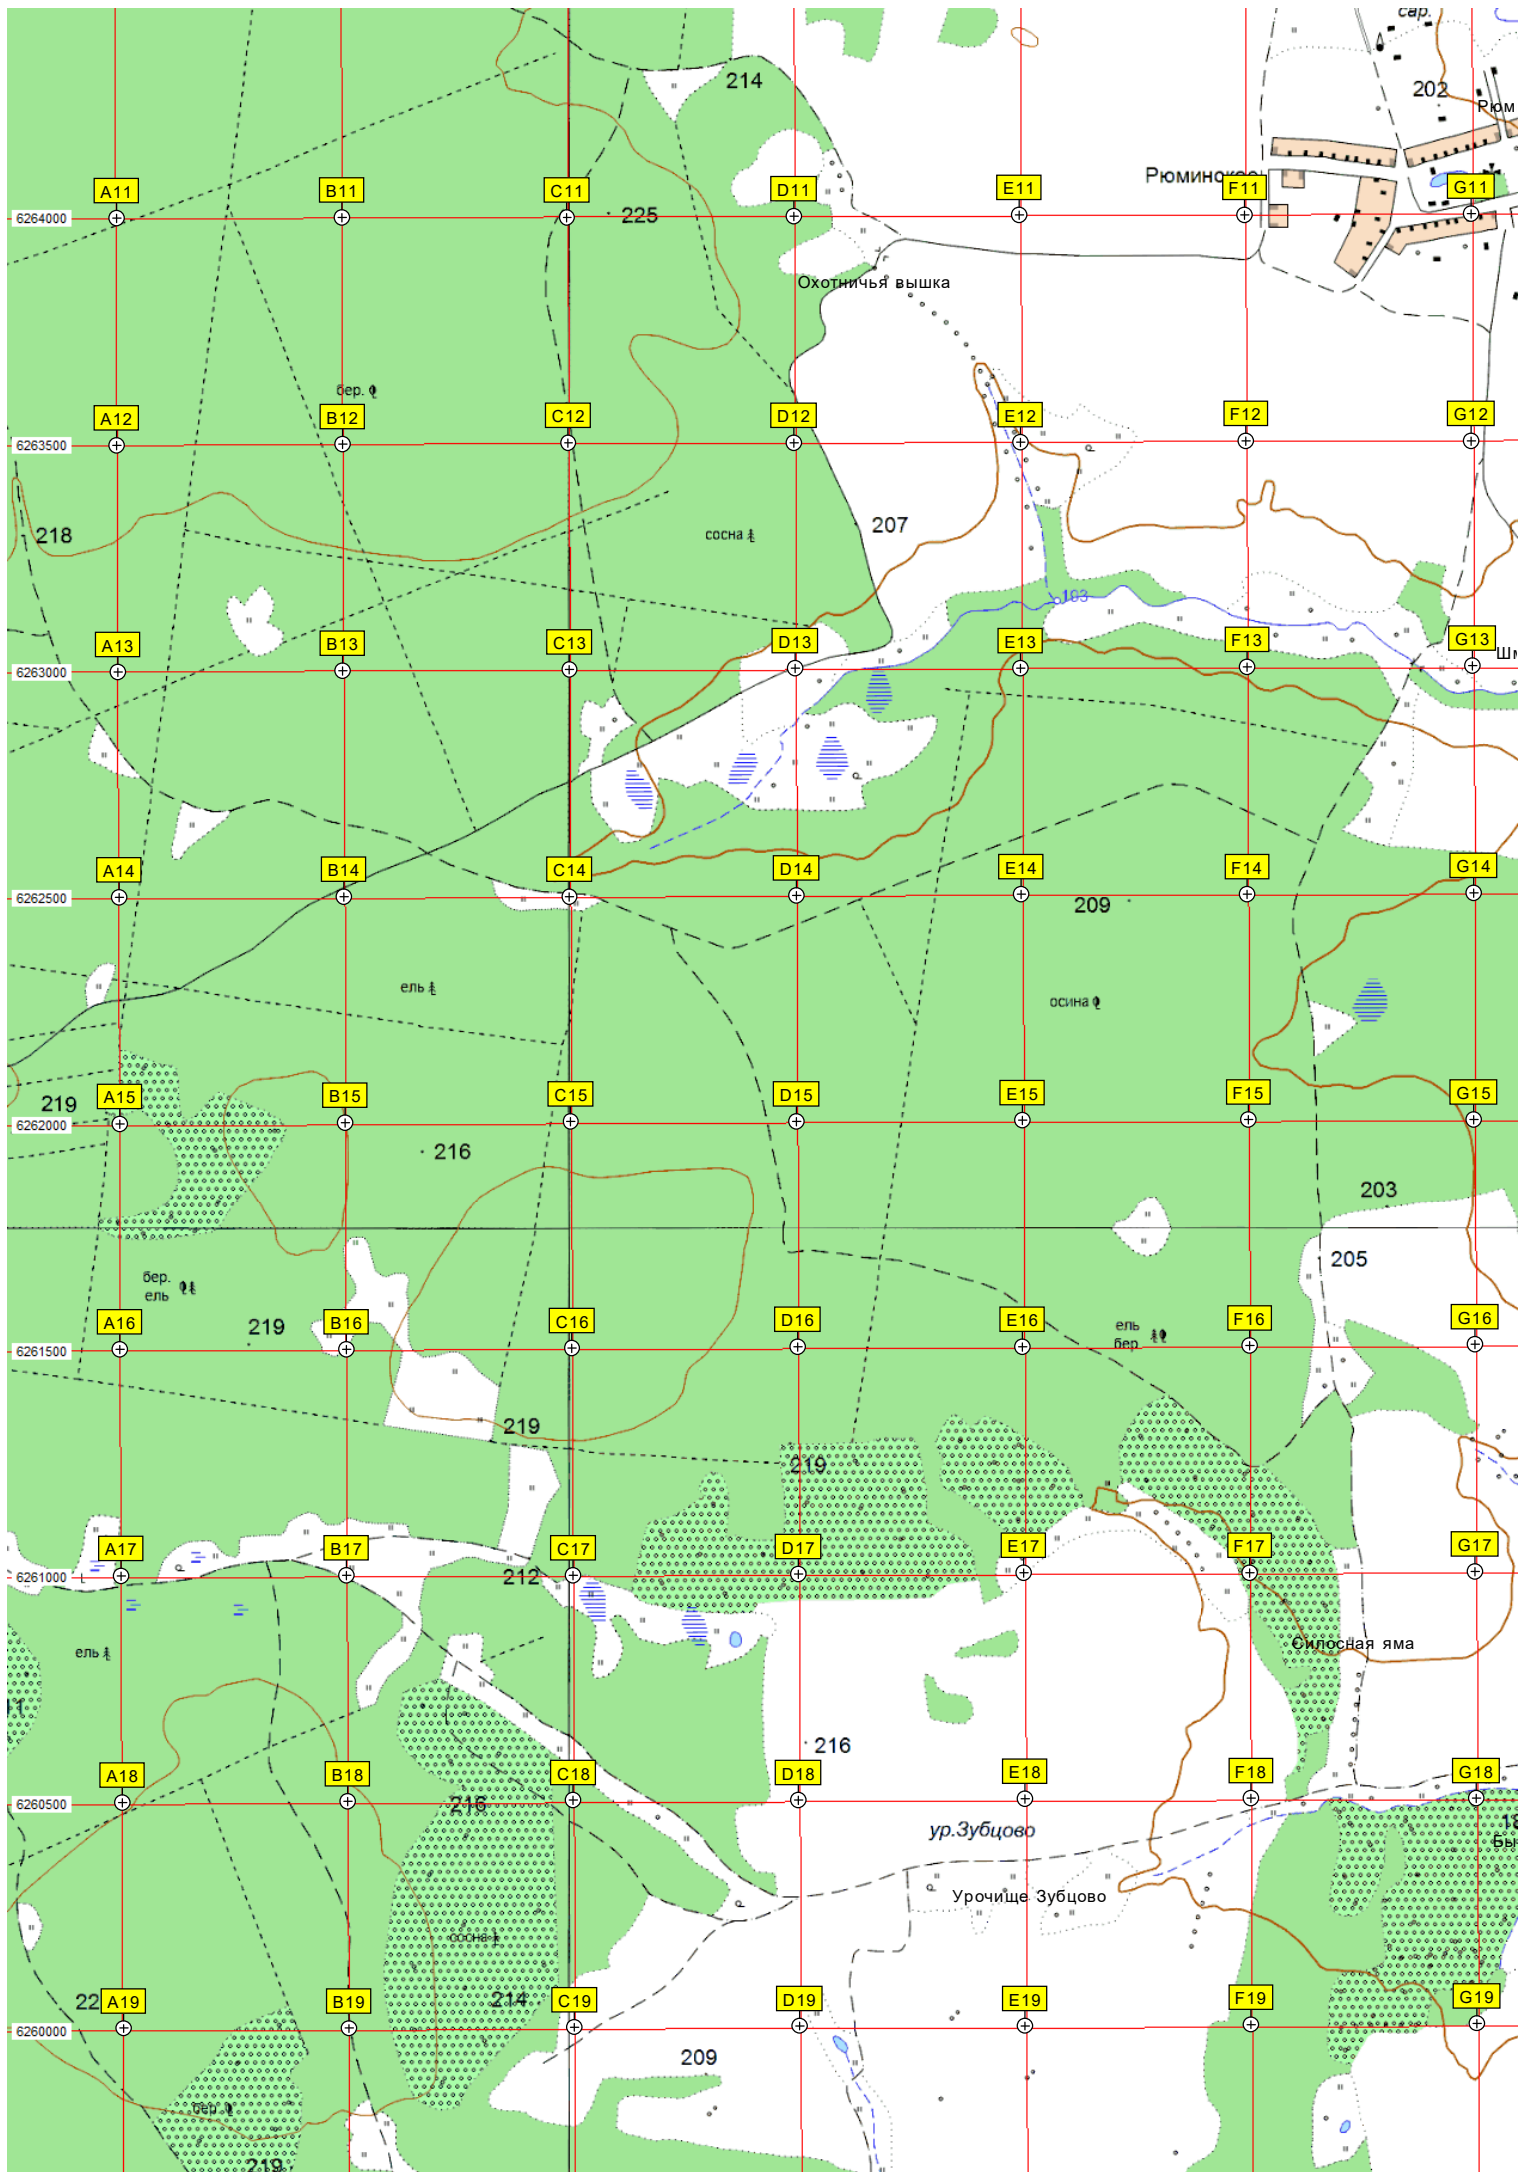 сар.
214
202
Рюм
Рюминское
A11
B11
C11
D11
E11
F11
G11
6264000
225
Охотничья вышка
бер.
A12
B12
C12
D12
E12
F12
G12
6263500
218
сосна
207
193
A13
B13
C13
D13
E13
F13
G13
Шм
6263000
A14
B14
C14
D14
E14
F14
G14
6262500
209
ель
осина
219
A15
B15
C15
D15
E15
F15
G15
6262000
216
203
205
бер.
ель
219
A16
B16
C16
D16
E16
F16
G16
ель
бер.
6261500
219
219
A17
B17
C17
D17
E17
F17
G17
6261000
212
ель
Силосная яма
11
216
A18
B18
C18
D18
E18
F18
G18
6260500
216
ур.Зубцово
18
Бы
Урочище Зубцово
сосна
22
A19
B19
214
C19
D19
E19
F19
G19
6260000
209
бер.
219